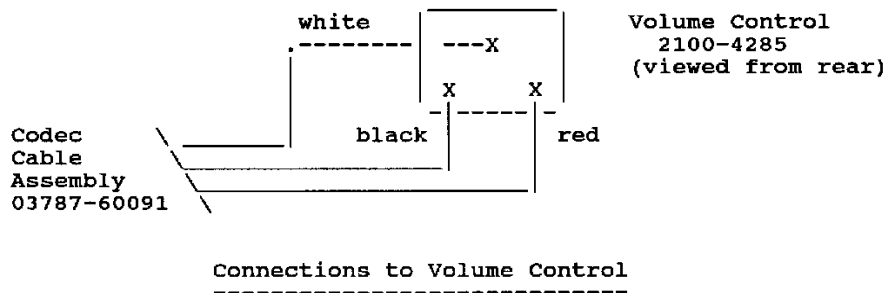 white
Volume Control
2100-4285
(viewed from rear)
X
X X
black red
Codec
Cable
Assembly
03787-60091
Connections to Volume Control